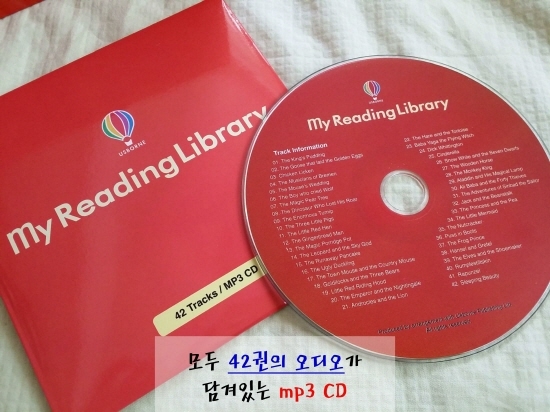 USBORNE
My Reading Library
42 Tracks / MP3 CD
USBORNE
My Reading Library
Track Information
01. The King's Pudding
02. The Goose that laid the Golden Eggs
03. Chicken Licken
04. The Musicians of Bremen
05. The Mouse's Wedding
06. The Boy who cried Wolf
07. The Magic Pear Tree
08. The Dinosaur Who Lost His Roar
09. The Enormous Turnip
10. The Three Little Pigs
11. The Little Red Hen
12. The Gingerbread Man
13. The Magic Porridge Pot
14. The Leopard and the Sky God
15. The Runaway Pancake
16. The Ugly Duckling
17. The Town Mouse and the Country Mouse
18. Goldilocks and the Three Bears
19. Little Red Riding Hood
20. The Emperor and the Nightingale
21. Androcles and the Lion
22. The Hare and the Tortoise
23. Baba Yaga the Flying Witch
24. Dick Whittington
25. Cinderella
26. Snow White and the Seven Dwarfs
27. The Wooden Horse
28. The Monkey King
29. Aladdin and His Magical Lamp
30. Ali Baba and the Forty Thieves
31. The Adventures of Sinbad the Sailor
32. Jack and the Beanstalk
33. The Princess and the Pea
34. The Little Mermaid
35. The Nutcracker
36. Puss in Boots
37. The Frog Prince
38. Hansel and Gretel
39. The Elves and the Shoemaker
40. Rumpelstiltskin
41. Rapunzel
42. Sleeping Beauty
모두 42권의 오디오가
담겨있는 mp3 CD